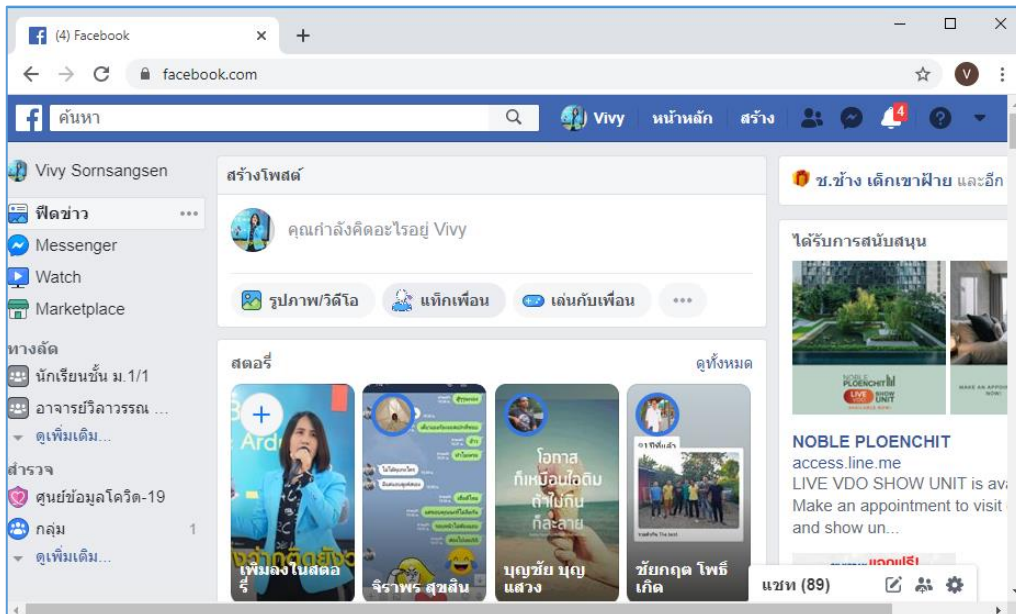 (4) Facebook
facebook.com
V
ค้นหา
Vivy
หน้าหลัก
สร้าง
4
Vivy Sornsangsen
ฟีดข่าว
Messenger
Watch
Marketplace
ทางลัด
นักเรียนชั้น ม.1/1
อาจารย์วิลาวรรณ ...
ดูเพิ่มเติม...
สำรวจ
ศูนย์ข้อมูลโควิด-19
กลุ่ม 1
ดูเพิ่มเติม...
สร้างโพสต์
คุณกำลังคิดอะไรอยู่ Vivy
รูปภาพ/วิดีโอ
แท็กเพื่อน
เล่นกับเพื่อน
สตอรี่
ดูทั้งหมด
เพิ่มลงในสตอ
รี่
จิราพร สุขสิน
โอกาส
ก็เหมือนไอติม
ถ้าไม่กิน
ก็ละลาย
บุญชัย บุญ
แสวง
ชัยกฤต โพธิ์
เกิด
ช.ช้าง เด็กเขาฝ้าย และอีก
ได้รับการสนับสนุน
NOBLE
PLOENCHIT
LIVE VDO SHOW UNIT
NOBLE PLOENCHIT
access.line.me
LIVE VDO SHOW UNIT is ava
Make an appointment to visit
and show un...
แชท (89)